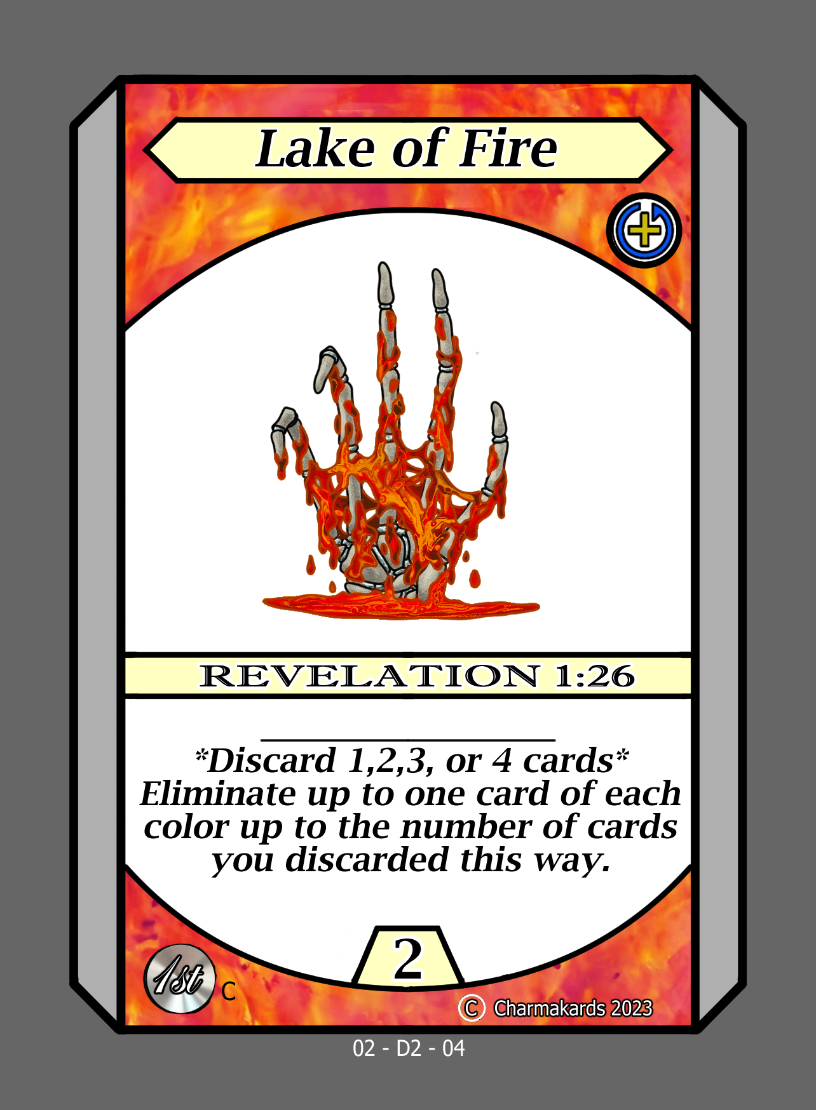 Lake of Fire
REVELATION 1:26
*Discard 1,2,3, or 4 cards*
Eliminate up to one card of each
color up to the number of cards
you discarded this way.
2
1st C
© Charmakards 2023
02 - D2 - 04